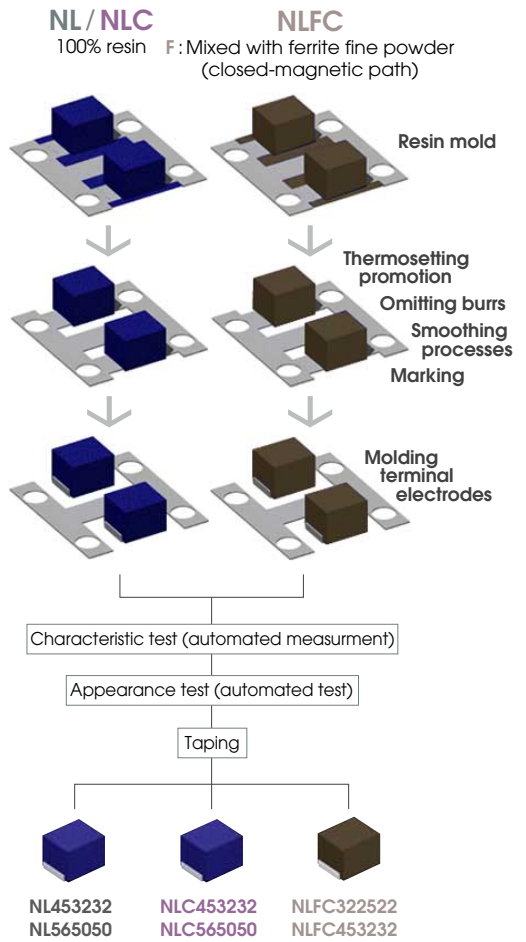 NL / NLC
100% resin
NLFC
F : Mixed with ferrite fine powder
(closed-magnetic path)
Resin mold
Thermosetting
promotion
Omitting burrs
Smoothing
processes
Marking
Molding
terminal
electrodes
Characteristic test (automated measurment)
Appearance test (automated test)
Taping
NL453232
NL565050
NLC453232
NLC565050
NLFC322522
NLFC453232